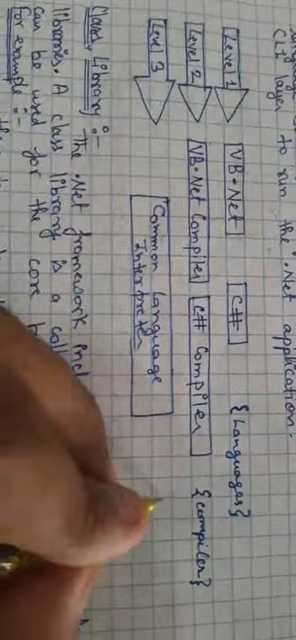 CLI layer to run the .Net application.
Level 1 VB.Net C# {Languages}
Level 2 VB.Net Compiler C# Compiler {compiler}
Level 3 Common Language
Interpreter
Class Library :- The .Net framework incl
libraries. A class library is a coll
can be used for the core
for example :-